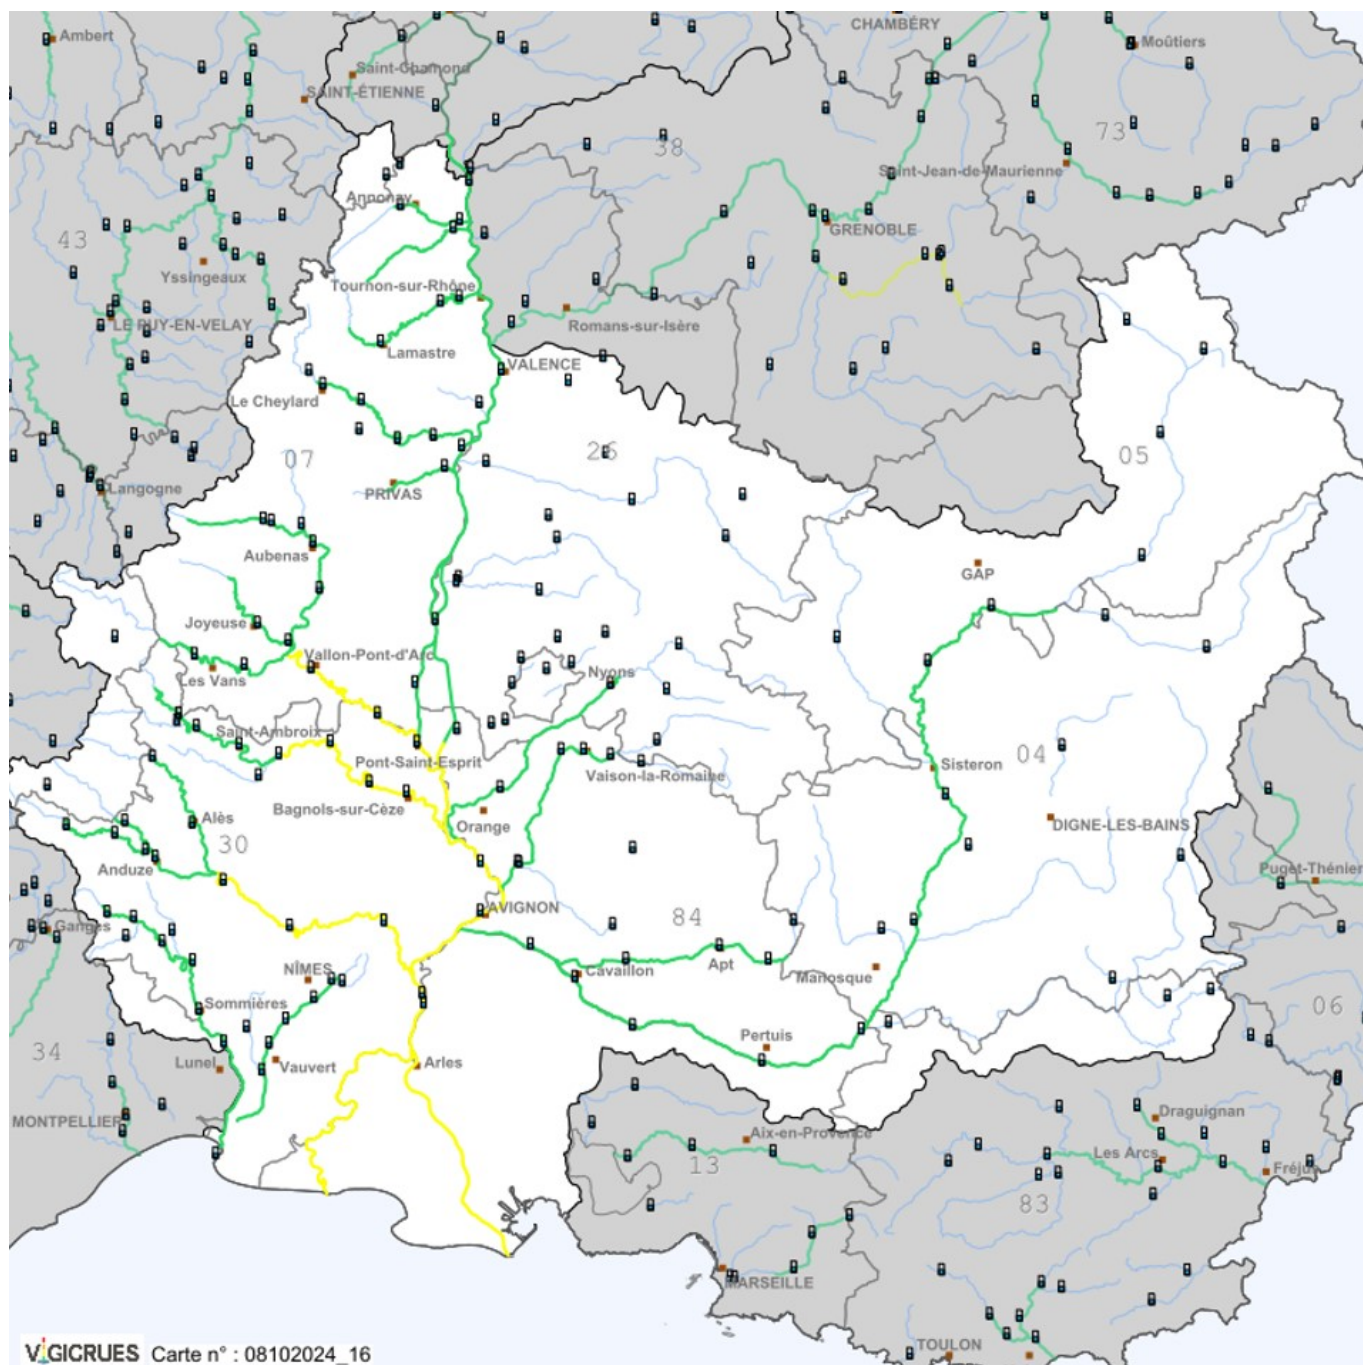 CHAMBÉRY
Ambert
Moûtiers
Saint-Chamond
SAINT-ÉTIENNE
73
38
Saint-Jean-de-Maurienne
Annonay
GRENOBLE
43
Yssingeaux
Tournon-sur-Rhône
LE PUY-EN-VELAY
Romans-sur-Isère
Lamastre
VALENCE
Le Cheylard
07
26
05
Langogne
PRIVAS
Aubenas
GAP
Joyeuse
Vallon-Pont-d'Arc
Les Vans
Nyons
Saint-Ambroix
04
Pont-Saint-Esprit
Sisteron
Vaison-la-Romaine
Bagnols-sur-Cèze
Orange
Alès
DIGNE-LES-BAINS
30
Anduze
Puget-Thénier
AVIGNON
84
Ganges
NÎMES
Cavaillon
Apt
Manosque
Sommières
06
34
Pertuis
Lunel
Vauvert
Arles
MONTPELLIER
Draguignan
Aix-en-Provence
Les Arcs
13
Fréjus
83
MARSEILLE
TOULON
VIGICRUES Carte n° : 08102024_16